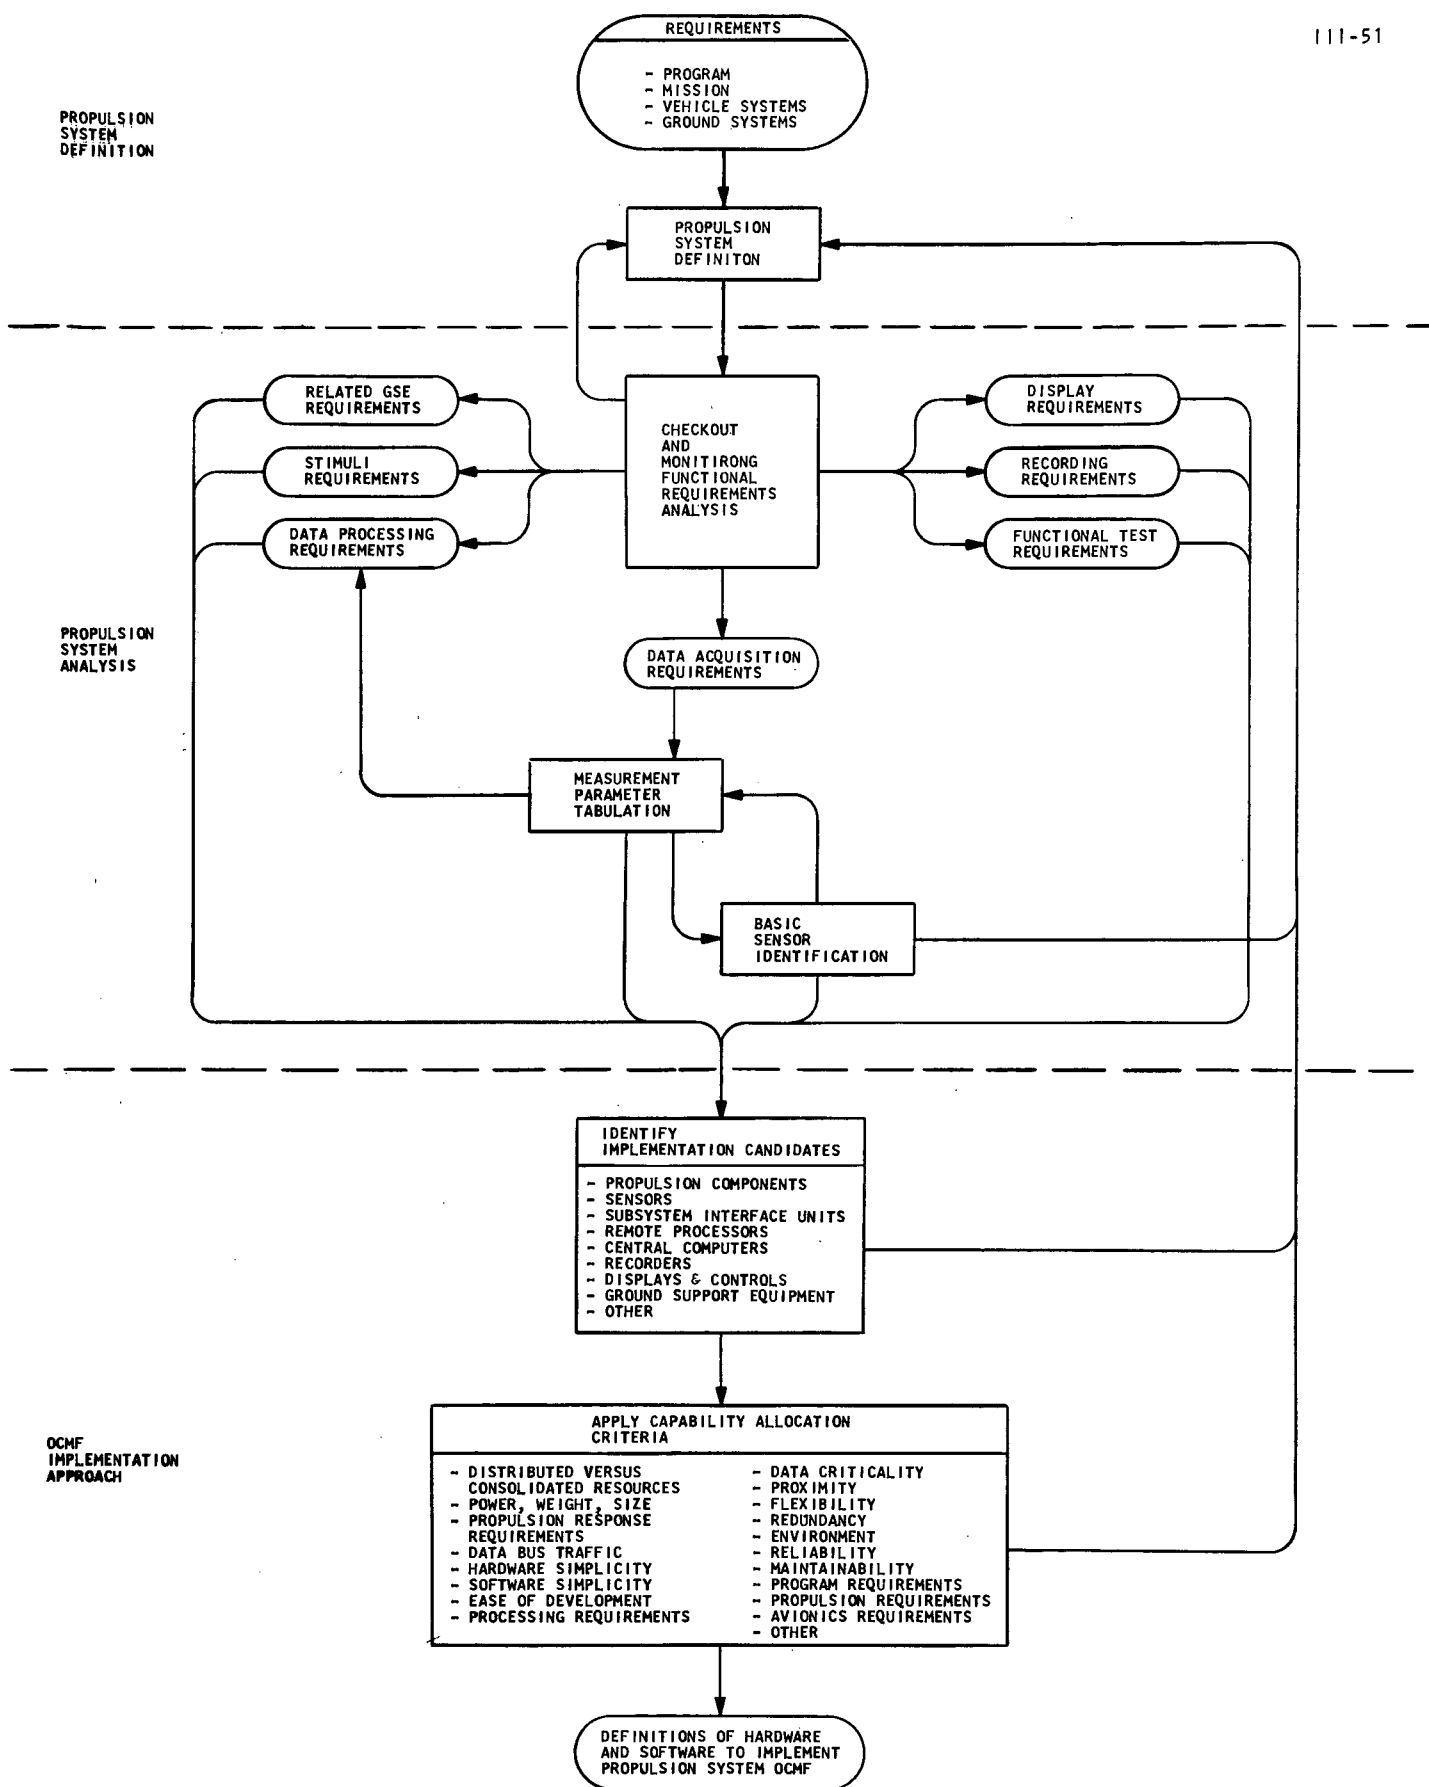 III-51
REQUIREMENTS
- PROGRAM
- MISSION
- VEHICLE SYSTEMS
- GROUND SYSTEMS
PROPULSION
SYSTEM
DEFINITION
PROPULSION
SYSTEM
DEFINITON
RELATED GSE
REQUIREMENTS
STIMULI
REQUIREMENTS
DATA PROCESSING
REQUIREMENTS
CHECKOUT
AND
MONITIRONG
FUNCTIONAL
REQUIREMENTS
ANALYSIS
DISPLAY
REQUIREMENTS
RECORDING
REQUIREMENTS
FUNCTIONAL TEST
REQUIREMENTS
PROPULSION
SYSTEM
ANALYSIS
DATA ACQUISITION
REQUIREMENTS
MEASUREMENT
PARAMETER
TABULATION
BASIC
SENSOR
IDENTIFICATION
IDENTIFY
IMPLEMENTATION CANDIDATES
- PROPULSION COMPONENTS
- SENSORS
- SUBSYSTEM INTERFACE UNITS
- REMOTE PROCESSORS
- CENTRAL COMPUTERS
- RECORDERS
- DISPLAYS & CONTROLS
- GROUND SUPPORT EQUIPMENT
- OTHER
OCMF
IMPLEMENTATION
APPROACH
APPLY CAPABILITY ALLOCATION
CRITERIA
- DISTRIBUTED VERSUS
CONSOLIDATED RESOURCES
- POWER, WEIGHT, SIZE
- PROPULSION RESPONSE
REQUIREMENTS
- DATA BUS TRAFFIC
- HARDWARE SIMPLICITY
- SOFTWARE SIMPLICITY
- EASE OF DEVELOPMENT
- PROCESSING REQUIREMENTS
- DATA CRITICALITY
- PROXIMITY
- FLEXIBILITY
- REDUNDANCY
- ENVIRONMENT
- RELIABILITY
- MAINTAINABILITY
- PROGRAM REQUIREMENTS
- PROPULSION REQUIREMENTS
- AVIONICS REQUIREMENTS
- OTHER
DEFINITIONS OF HARDWARE
AND SOFTWARE TO IMPLEMENT
PROPULSION SYSTEM OCMF